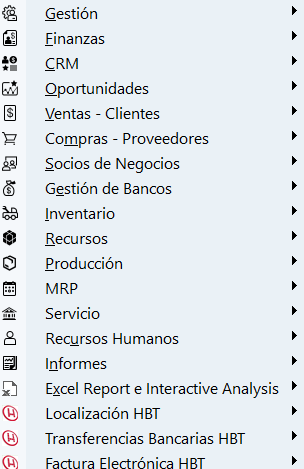 Gestión
Finanzas
CRM
Oportunidades
Ventas - Clientes
Compras - Proveedores
Socios de Negocios
Gestión de Bancos
Inventario
Recursos
Producción
MRP
Servicio
Recursos Humanos
Informes
Excel Report e Interactive Analysis
Localización HBT
Transferencias Bancarias HBT
Factura Electrónica HBT